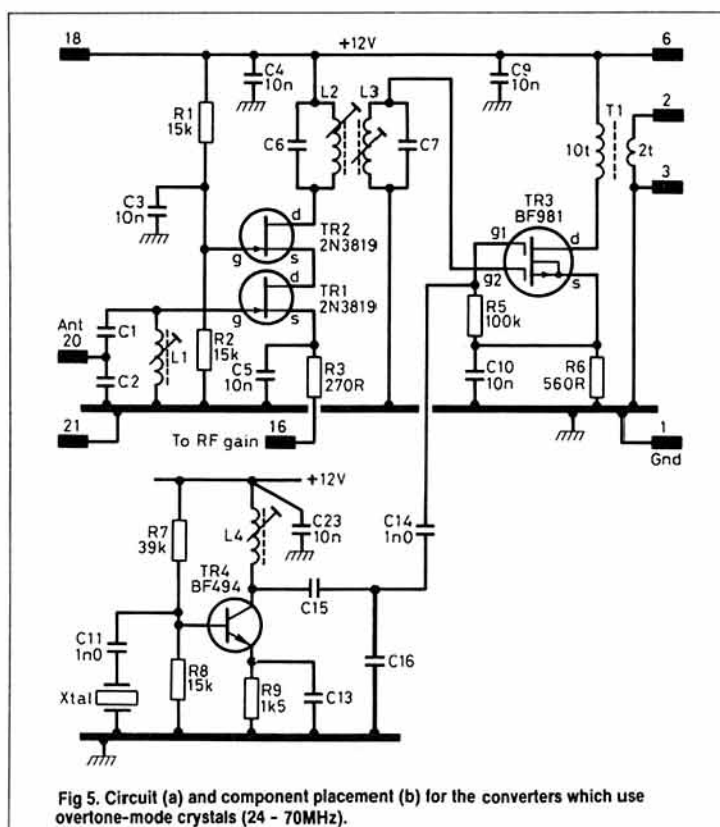 18
+12V
6
C4
10n
C9
10n
L2
L3
T1
2
R1
15k
C6
C7
10t
2t
3
C3
10n
TR3
BF981
d
TR2
2N3819
g
s
g1
d
g2
s
d
TR1
2N3819
g
s
R5
100k
Ant
20
C1
L1
R2
15k
C5
10n
R3
270R
C10
10n
R6
560R
C2
21
To RF gain
16
1
Gnd
+12V
R7
39k
L4
C23
10n
C14
1n0
TR4
BF494
C15
C11
1n0
C16
Xtal
R8
15k
R9
1k5
C13
Fig 5. Circuit (a) and component placement (b) for the converters which use
overtone-mode crystals (24 - 70MHz).